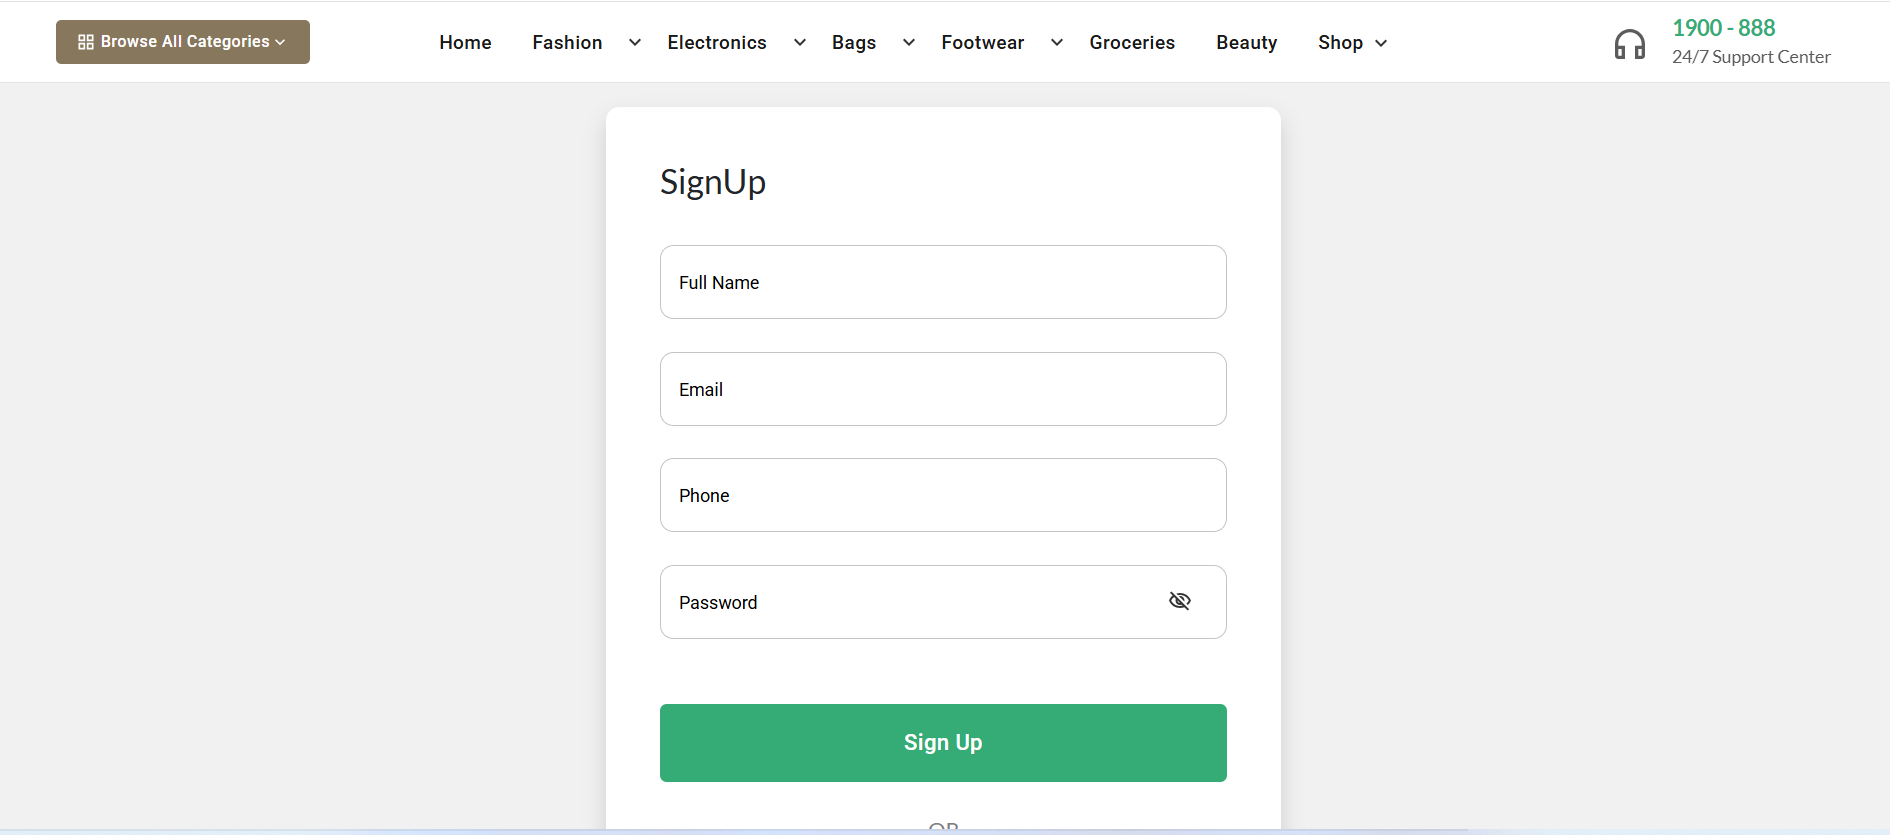 Browse All Categories
Home Fashion Electronics Bags Footwear Groceries Beauty Shop
1900 - 888
24/7 Support Center
SignUp
Full Name
Email
Phone
Password
Sign Up
OR